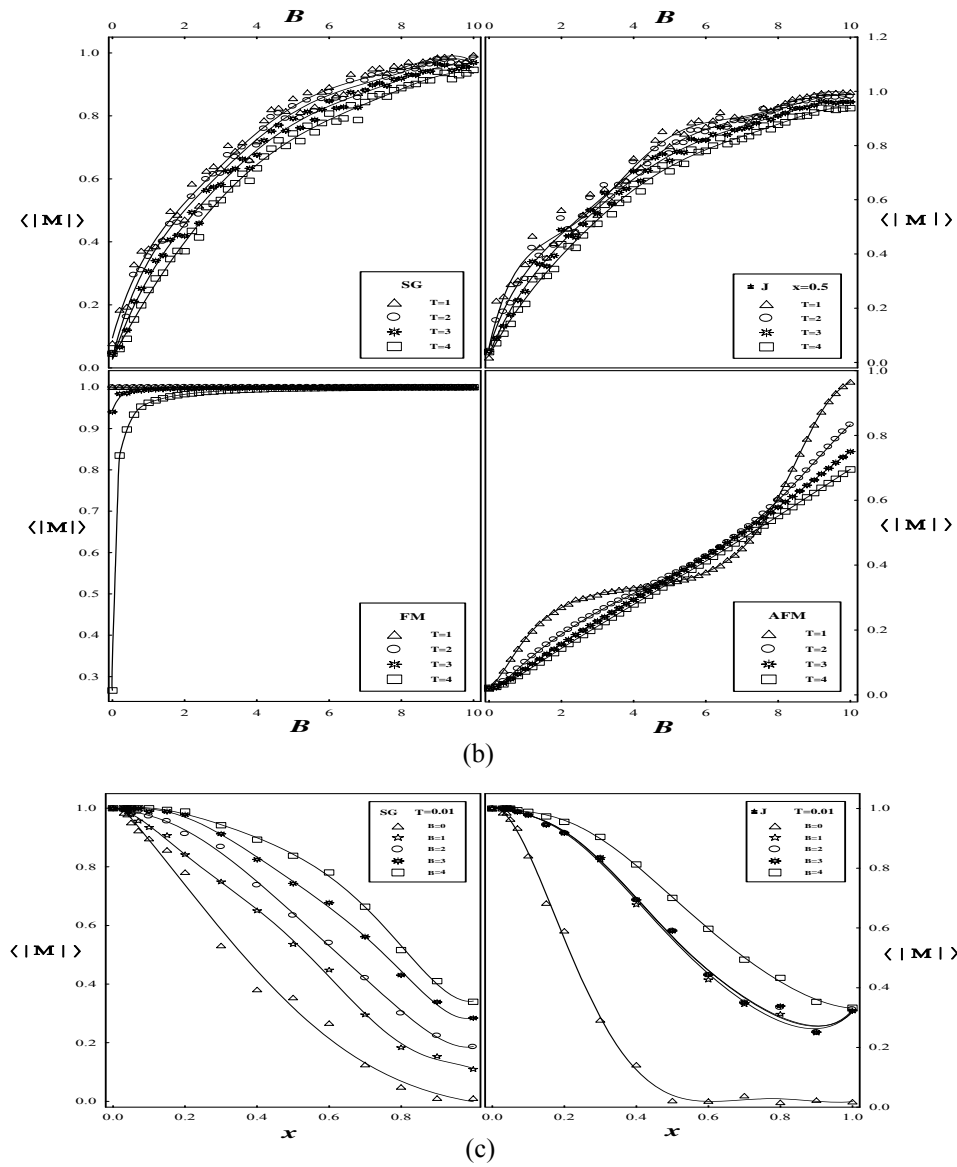 B
0 2 4 6 8 10
B
0 2 4 6 8 10
1.0
0.8
0.6
⟨|M|⟩
0.4
0.2
0.0
SG
T=1
T=2
T=3
T=4
1.2
1.0
0.8
0.6
⟨|M|⟩
0.4
0.2
0.0
± J x=0.5
T=1
T=2
T=3
T=4
1.0
0.9
0.8
0.7
⟨|M|⟩
0.6
0.5
0.4
0.3
FM
T=1
T=2
T=3
T=4
0 2 4 6 8 10
B
1.0
0.8
0.6
⟨|M|⟩
0.4
0.2
0.0
AFM
T=1
T=2
T=3
T=4
0 2 4 6 8 10
B
(b)
1.0
0.8
0.6
⟨|M|⟩
0.4
0.2
0.0
SG T=0.01
B=0
B=1
B=2
B=3
B=4
0.0 0.2 0.4 0.6 0.8
x
± J T=0.01
B=0
B=1
B=2
B=3
B=4
1.0
0.8
0.6
⟨|M|⟩
0.4
0.2
0.0
0.0 0.2 0.4 0.6 0.8 1.0
x
(c)